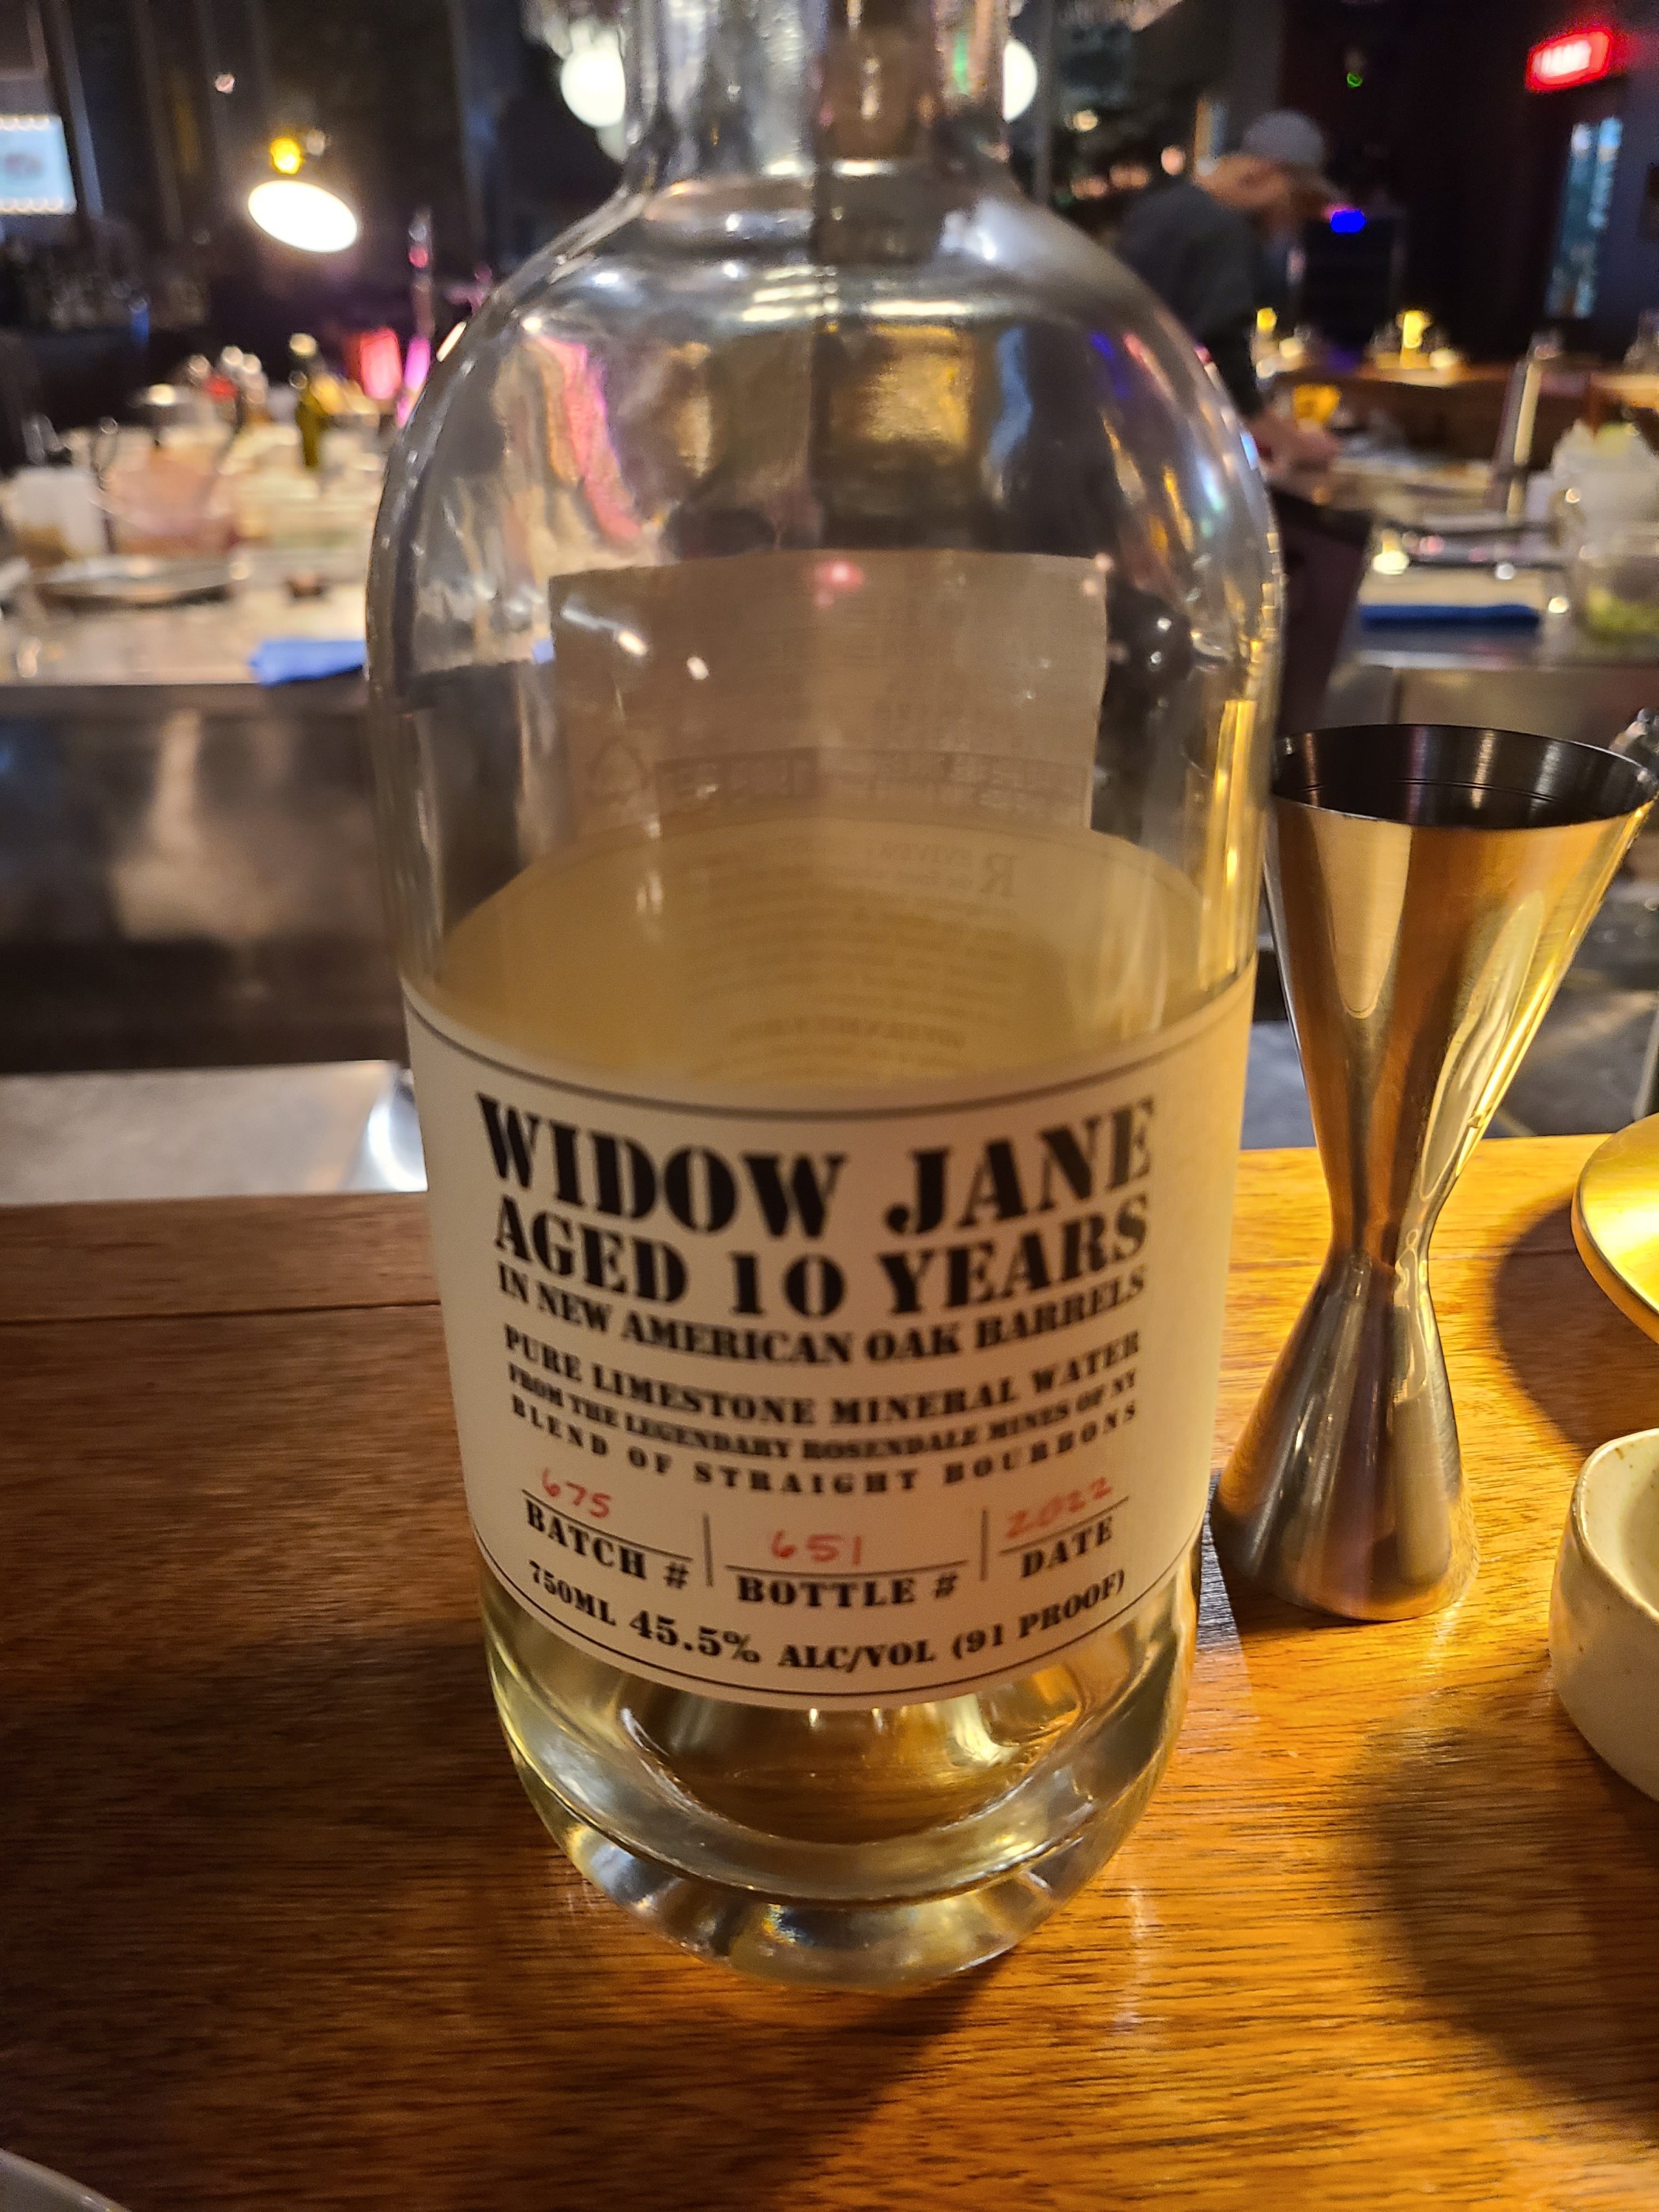 WIDOW JANE
AGED 10 YEARS
IN NEW AMERICAN OAK BARRELS
PURE LIMESTONE MINERAL WATER
FROM THE LEGENDARY ROSENDALE MINES OF NY
BLEND OF STRAIGHT BOURBONS
675 651 2022
BATCH # BOTTLE # DATE
750ML 45.5% ALC/VOL (91 PROOF)